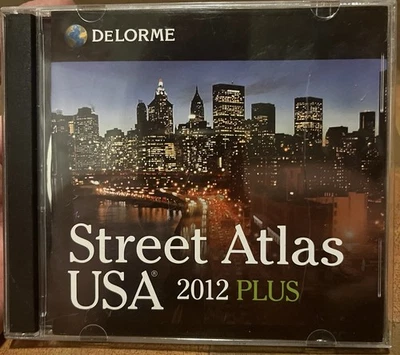 DELORME
Street Atlas
USA® 2012 PLUS